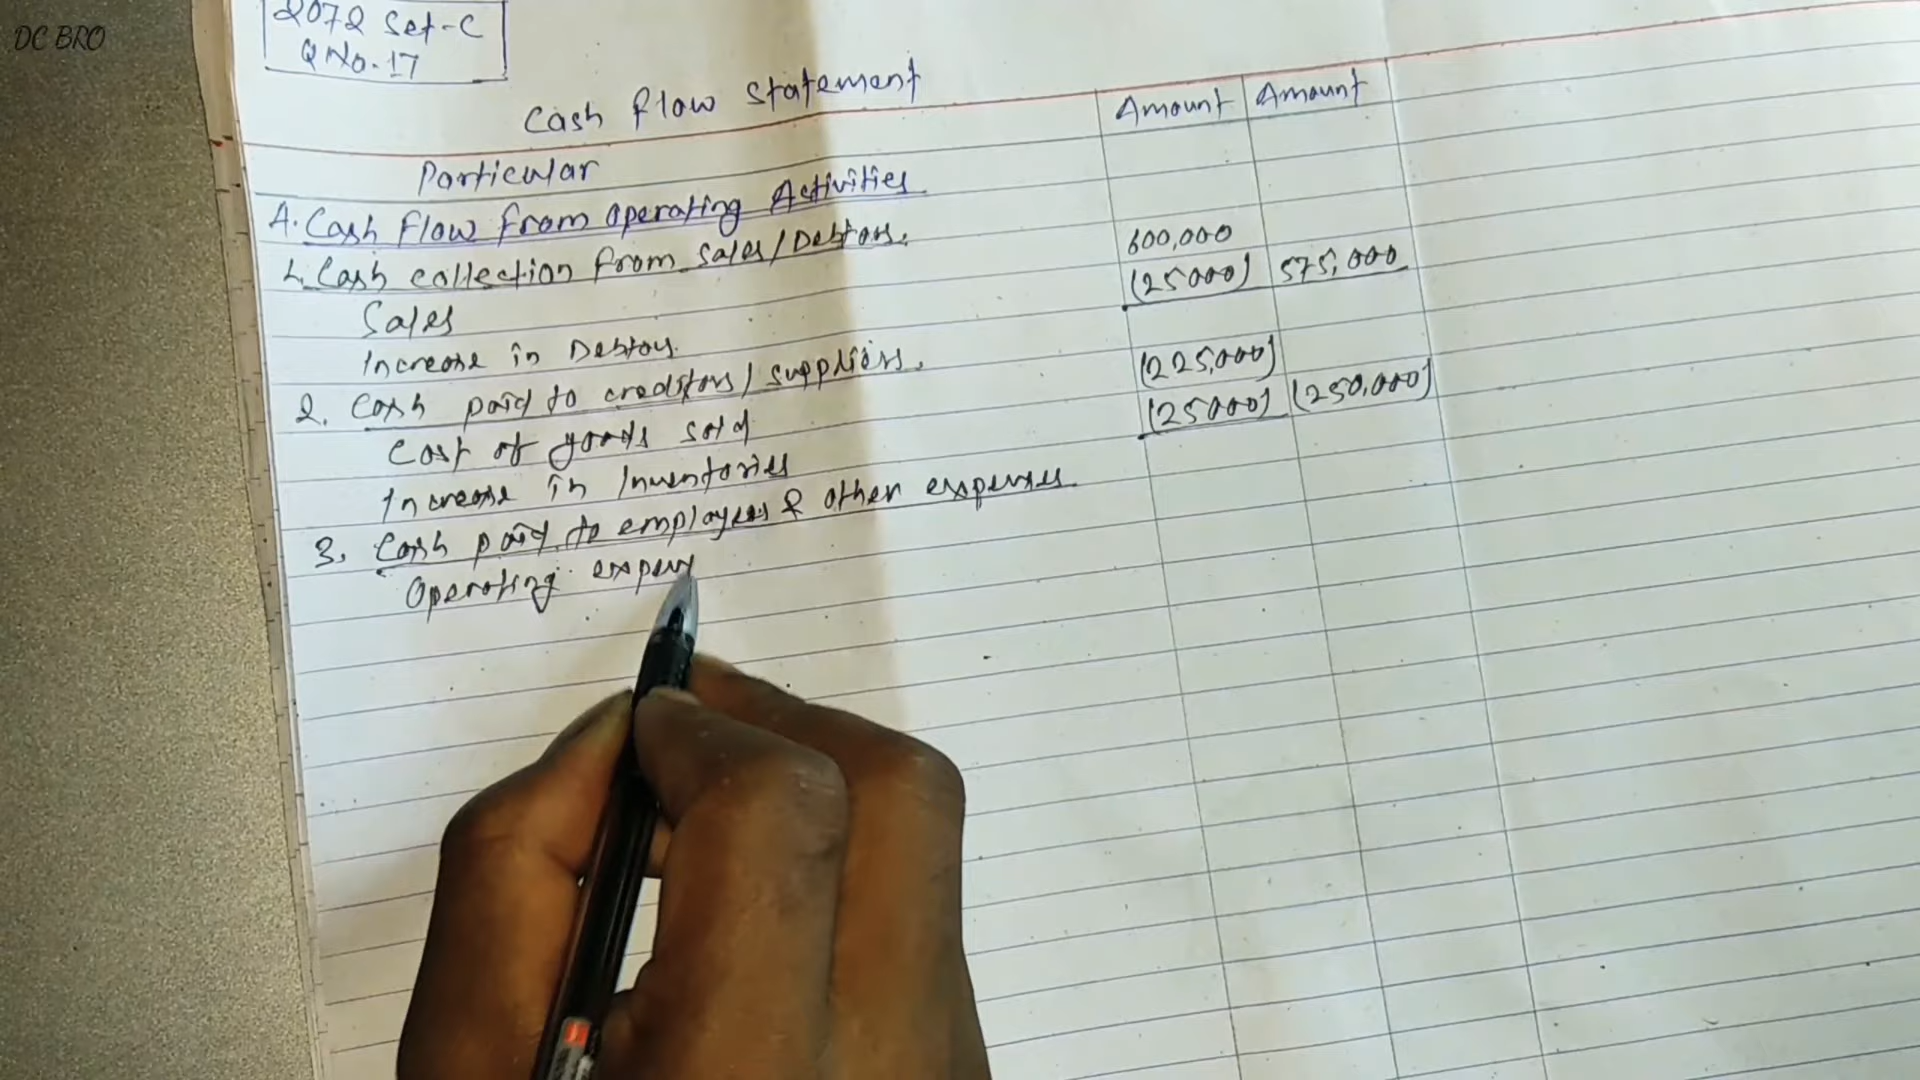 DC BRO
2072 Set-C
Q No. 17
Cash Flow Statement
Particular Amount Amount
A. Cash Flow From Operating Activities
1. Cash collection From Sales/Debtors.
Sales 600,000
Increase in Debtors. (25000) 575,000
2. Cash paid to creditors/suppliers.
Cost of goods sold (225,000)
Increase in Inventories (25000) (250,000)
3. Cash paid to employees & other expenses.
Operating expens